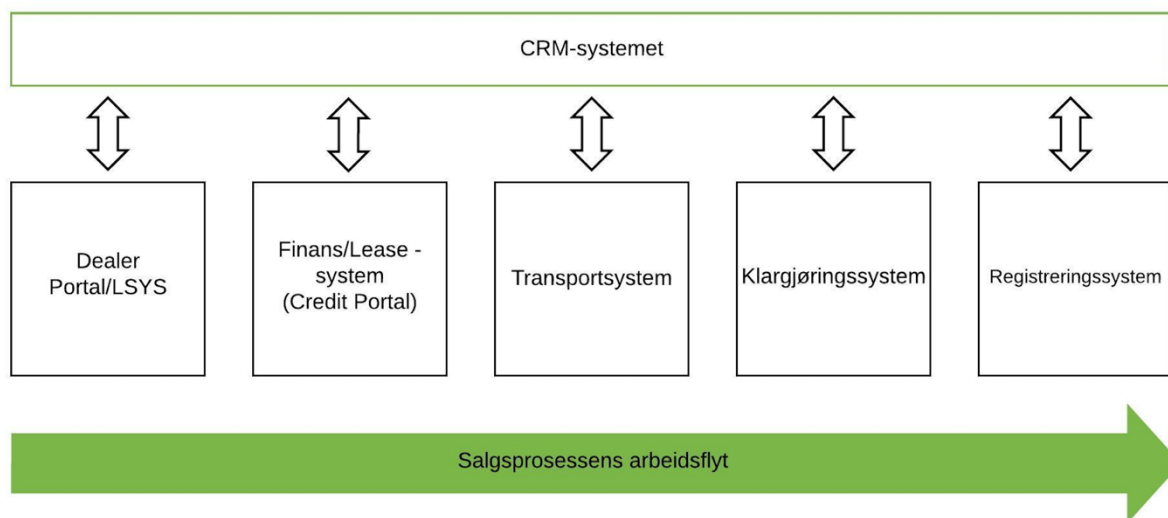 CRM-systemet
Dealer
Portal/LSYS
Finans/Lease -
system
(Credit Portal)
Transportsystem
Klargjøringssystem
Registreringssystem
Salgsprosessens arbeidsflyt